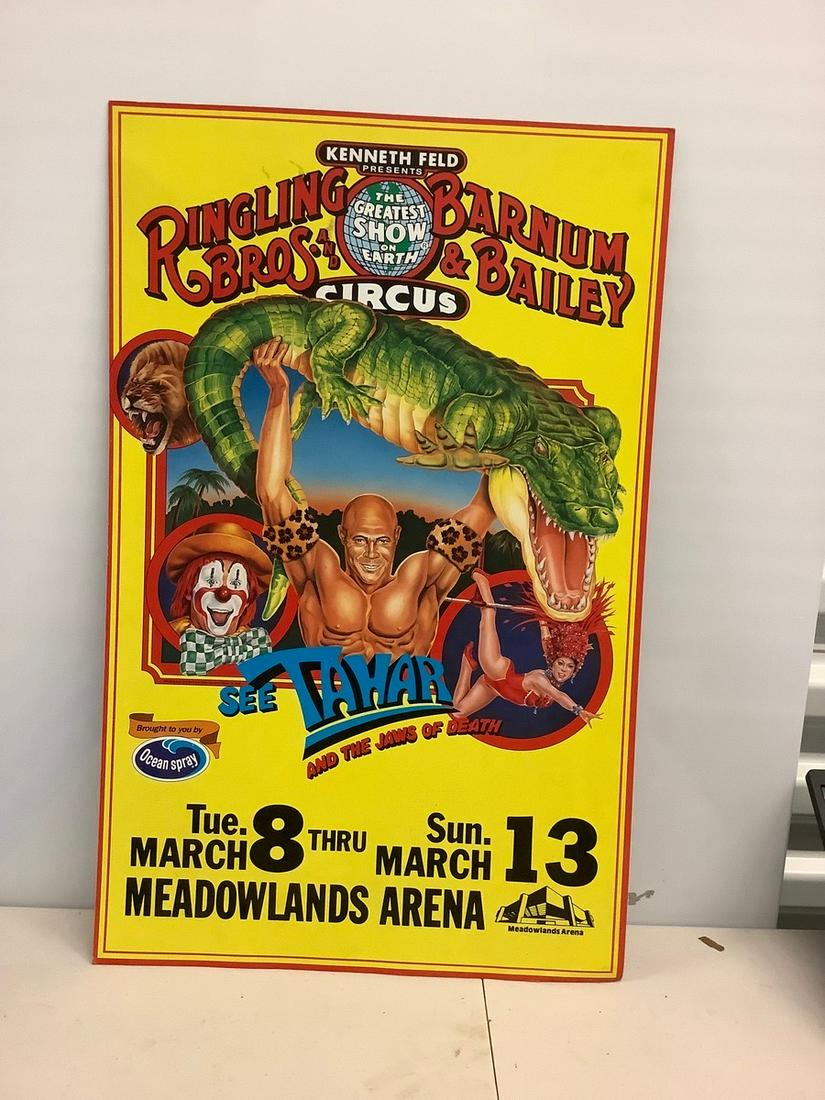 KENNETH FELD
PRESENTS
RINGLING BROS. AND
THE
GREATEST
SHOW
ON
EARTH®
BARNUM & BAILEY
CIRCUS
SEE TAHAR
AND THE JAWS OF DEATH
Brought to you by
Ocean spray
Tue. MARCH 8 THRU Sun. MARCH 13
MEADOWLANDS ARENA
Meadowlands Arena